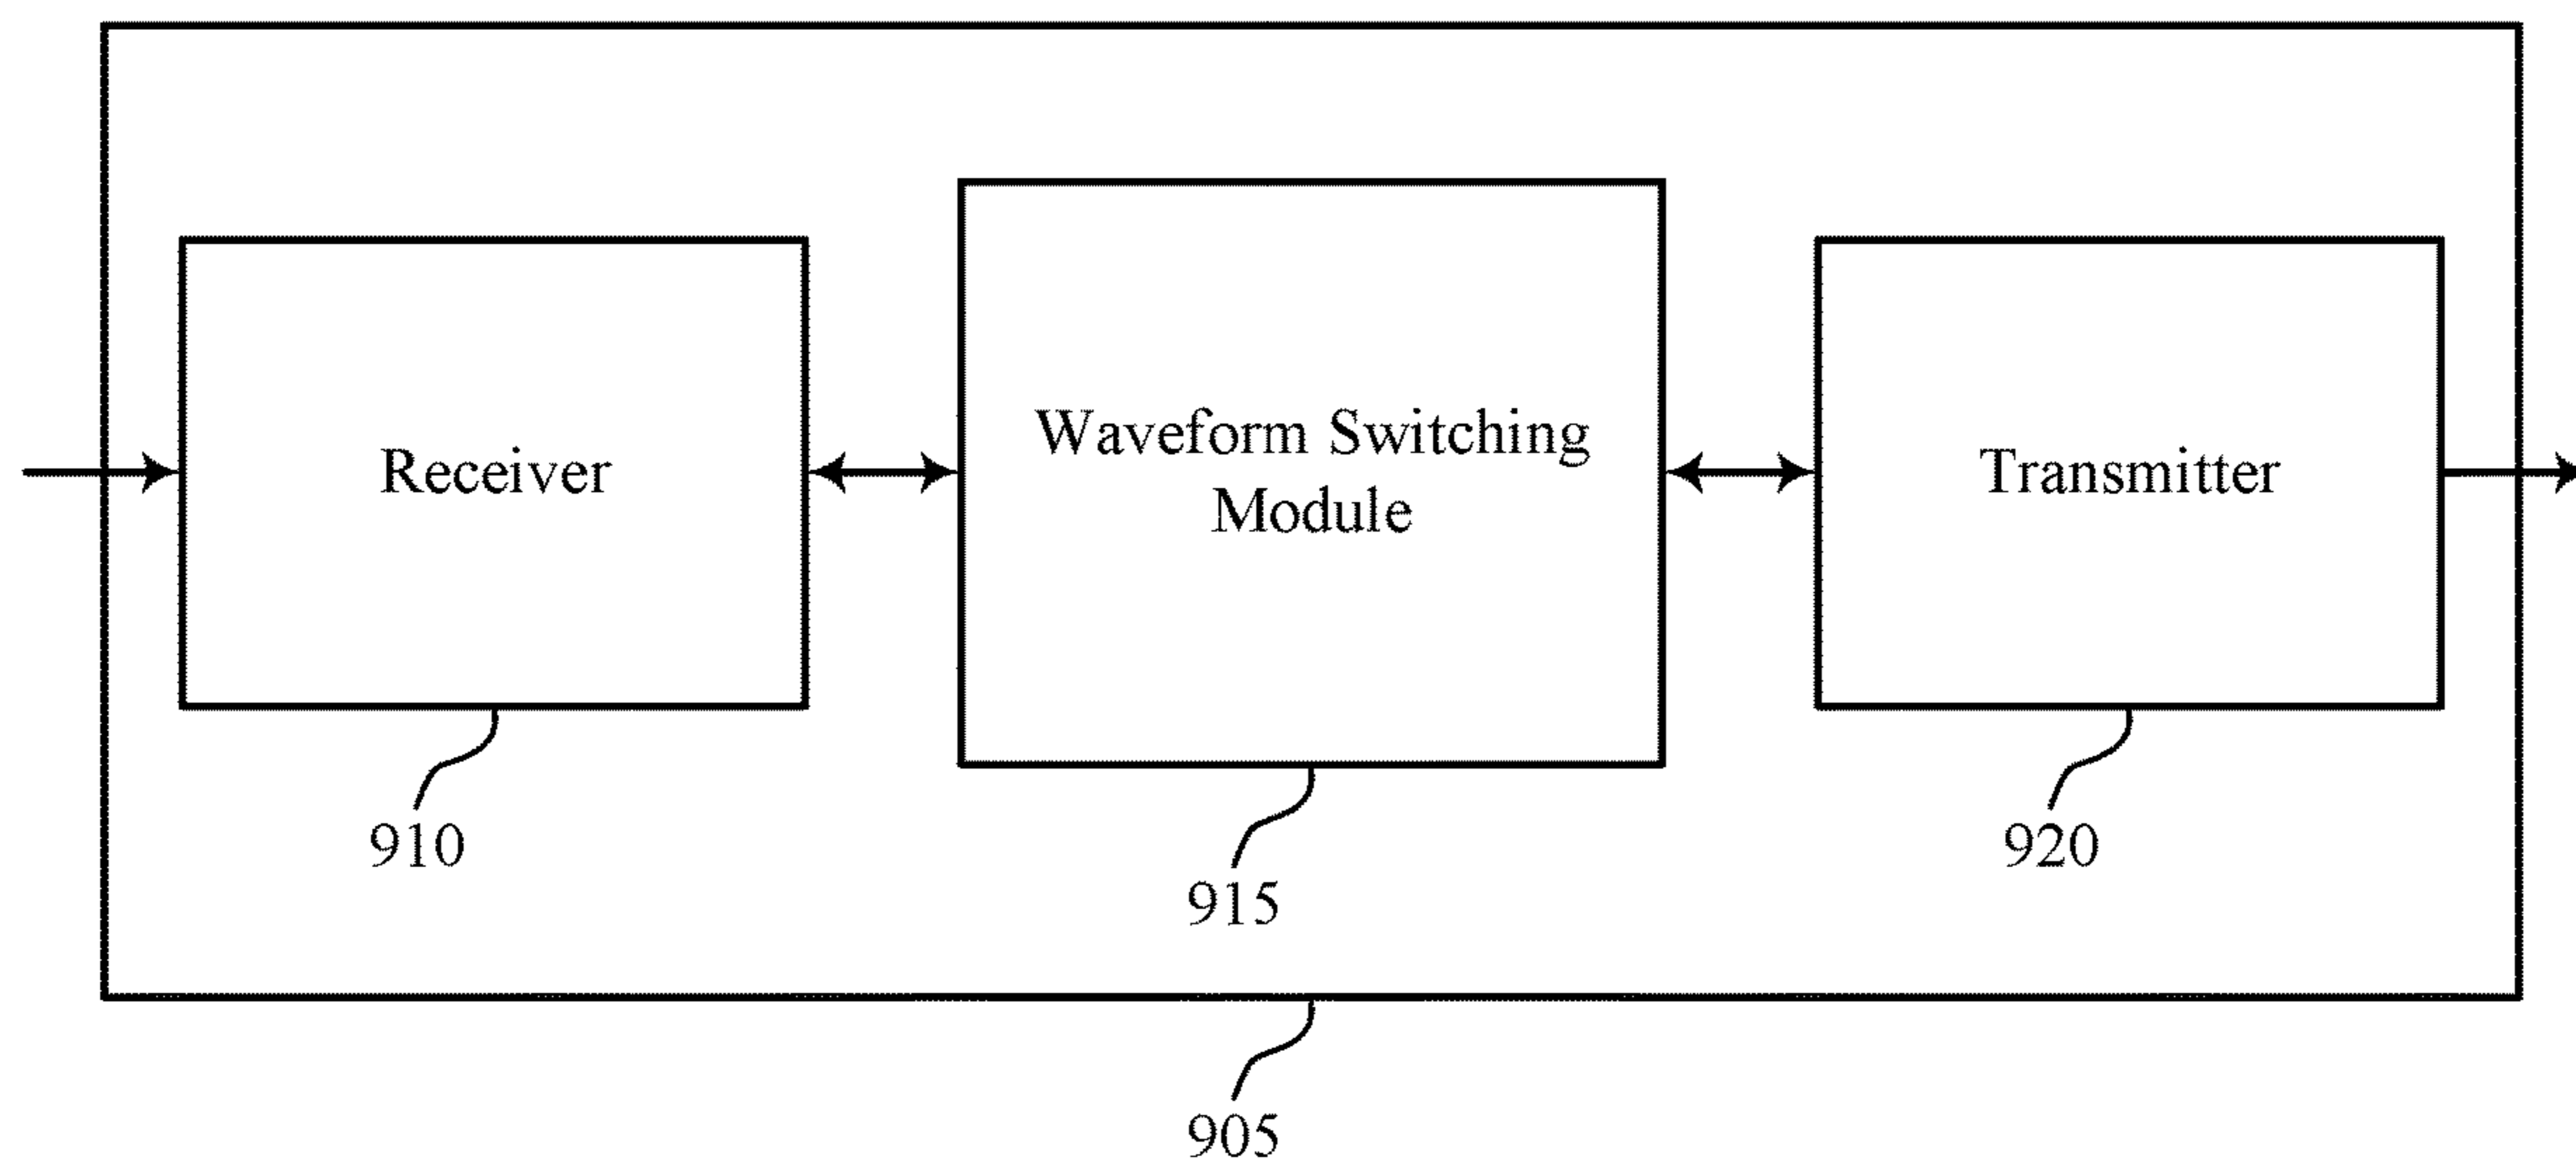 Receiver
Waveform Switching
Module
Transmitter
910
915
920
905